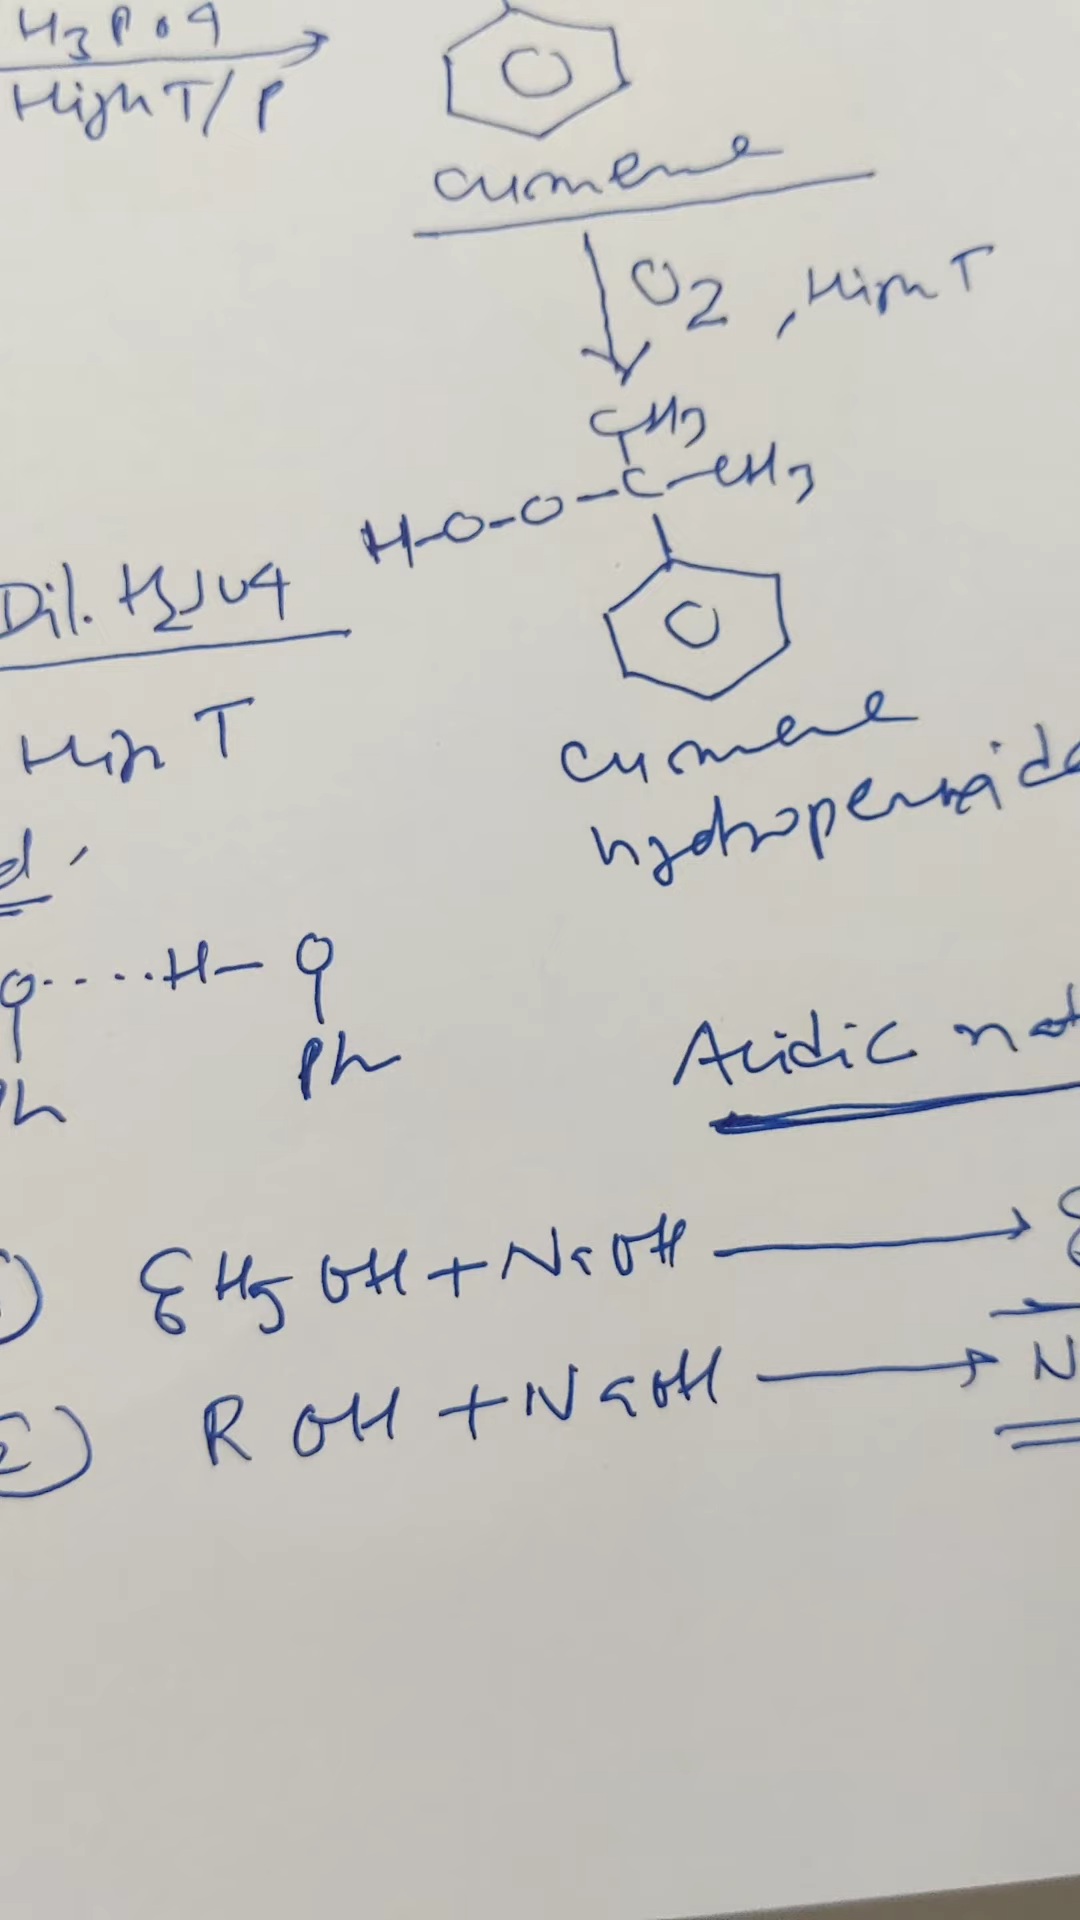 H3PO4
High T/P
cumene
O2, High T
CH3
H-O-O-C-CH3
Dil. H2SO4
High T
cumene
hydroperoxide
O....H-O
Ph Ph
Acidic nat
C6H5OH + NaOH →
② ROH + NaOH → N